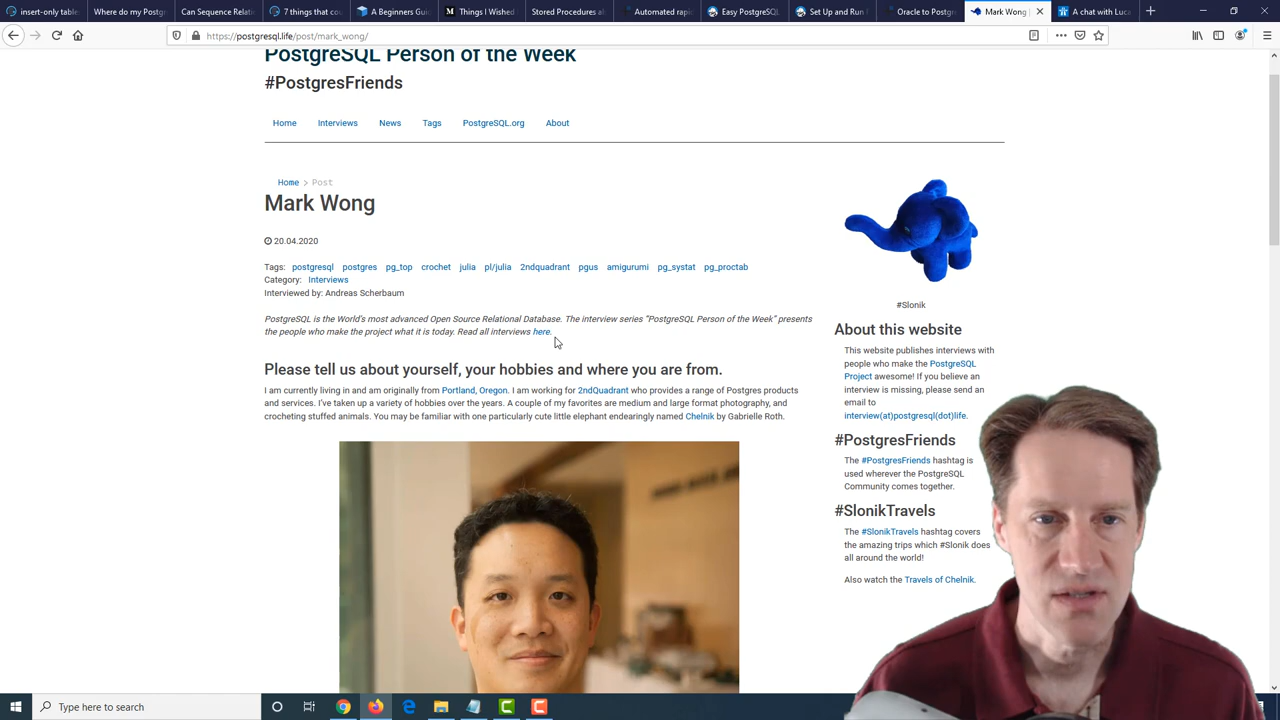 insert-only table
Where do my Postg
Can Sequence Relati
7 things that cou
A Beginners Gui
Things I Wished
Stored Procedures al
Automated rapi
Easy PostgreSQL
Set Up and Run
Oracle to Postgr
Mark Wong
A chat with Luca
https://postgresql.life/post/mark_wong/
PostgreSQL Person of the Week
#PostgresFriends
Home Interviews News Tags PostgreSQL.org About
Home > Post
Mark Wong
20.04.2020
Tags: postgresql postgres pg_top crochet julia pl/julia 2ndquadrant pgus amigurumi pg_systat pg_proctab
Category: Interviews
Interviewed by: Andreas Scherbaum
PostgreSQL is the World's most advanced Open Source Relational Database. The interview series "PostgreSQL Person of the Week" presents
the people who make the project what it is today. Read all interviews here.
Please tell us about yourself, your hobbies and where you are from.
I am currently living in and am originally from Portland, Oregon. I am working for 2ndQuadrant who provides a range of Postgres products
and services. I've taken up a variety of hobbies over the years. A couple of my favorites are medium and large format photography, and
crocheting stuffed animals. You may be familiar with one particularly cute little elephant endearingly named Chelnik by Gabrielle Roth.
#Slonik
About this website
This website publishes interviews with
people who make the PostgreSQL
Project awesome! If you believe an
interview is missing, please send an
email to
interview(at)postgresql(dot)life.
#PostgresFriends
The #PostgresFriends hashtag is
used wherever the PostgreSQL
Community comes together.
#SlonikTravels
The #SlonikTravels hashtag covers
the amazing trips which #Slonik does
all around the world!
Also watch the Travels of Chelnik.
Type here to search